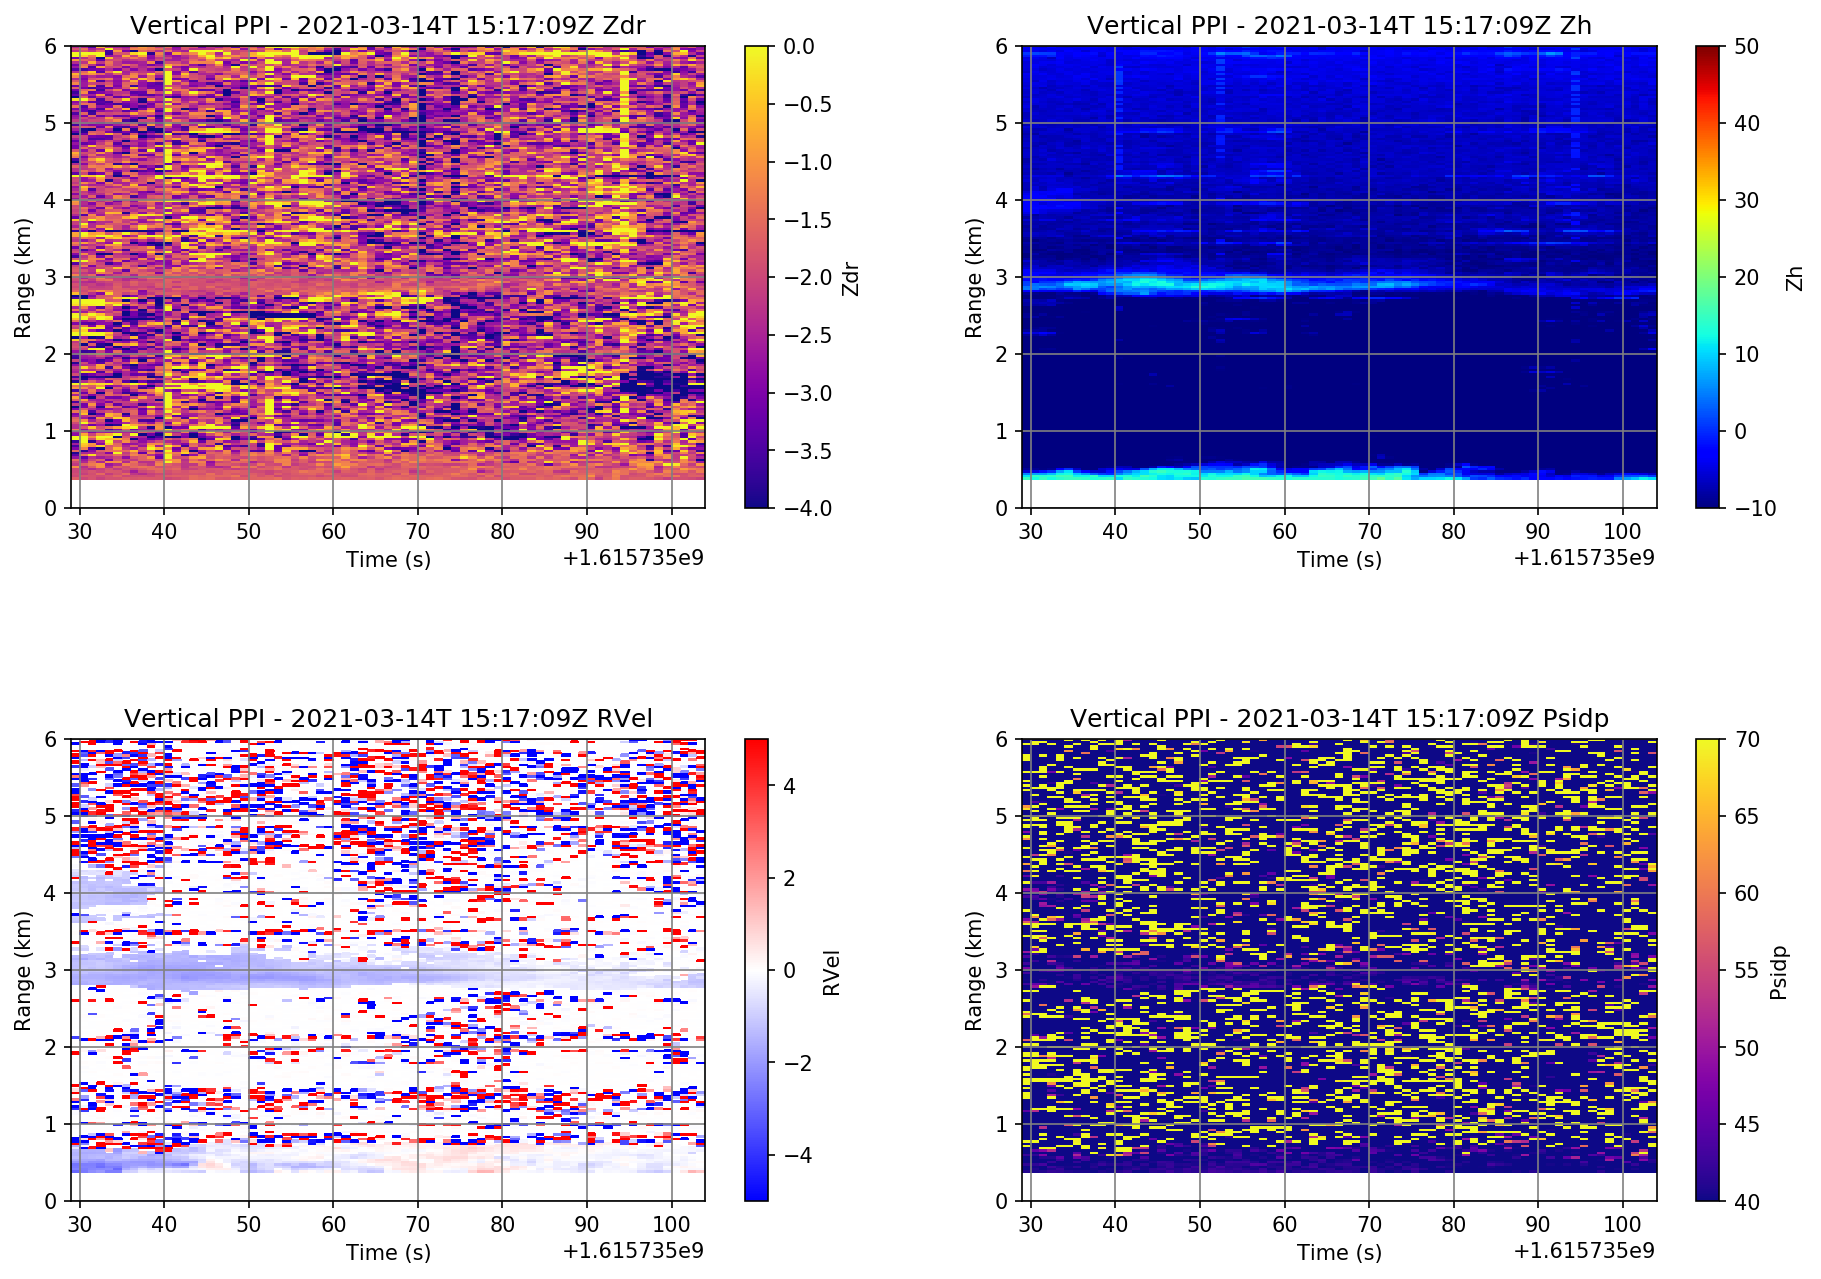 Vertical PPI - 2021-03-14T 15:17:09Z Zdr
6
5
4
3
2
1
0
Range (km)
30 40 50 60 70 80 90 100
Time (s)
+1.615735e9
0.0
−0.5
−1.0
−1.5
−2.0
−2.5
−3.0
−3.5
−4.0
Zdr
Vertical PPI - 2021-03-14T 15:17:09Z Zh
6
5
4
3
2
1
0
Range (km)
30 40 50 60 70 80 90 100
Time (s)
+1.615735e9
50
40
30
20
10
0
−10
Zh
Vertical PPI - 2021-03-14T 15:17:09Z RVel
6
5
4
3
2
1
0
Range (km)
30 40 50 60 70 80 90 100
Time (s)
+1.615735e9
4
2
0
−2
−4
RVel
Vertical PPI - 2021-03-14T 15:17:09Z Psidp
6
5
4
3
2
1
0
Range (km)
30 40 50 60 70 80 90 100
Time (s)
+1.615735e9
70
65
60
55
50
45
40
Psidp